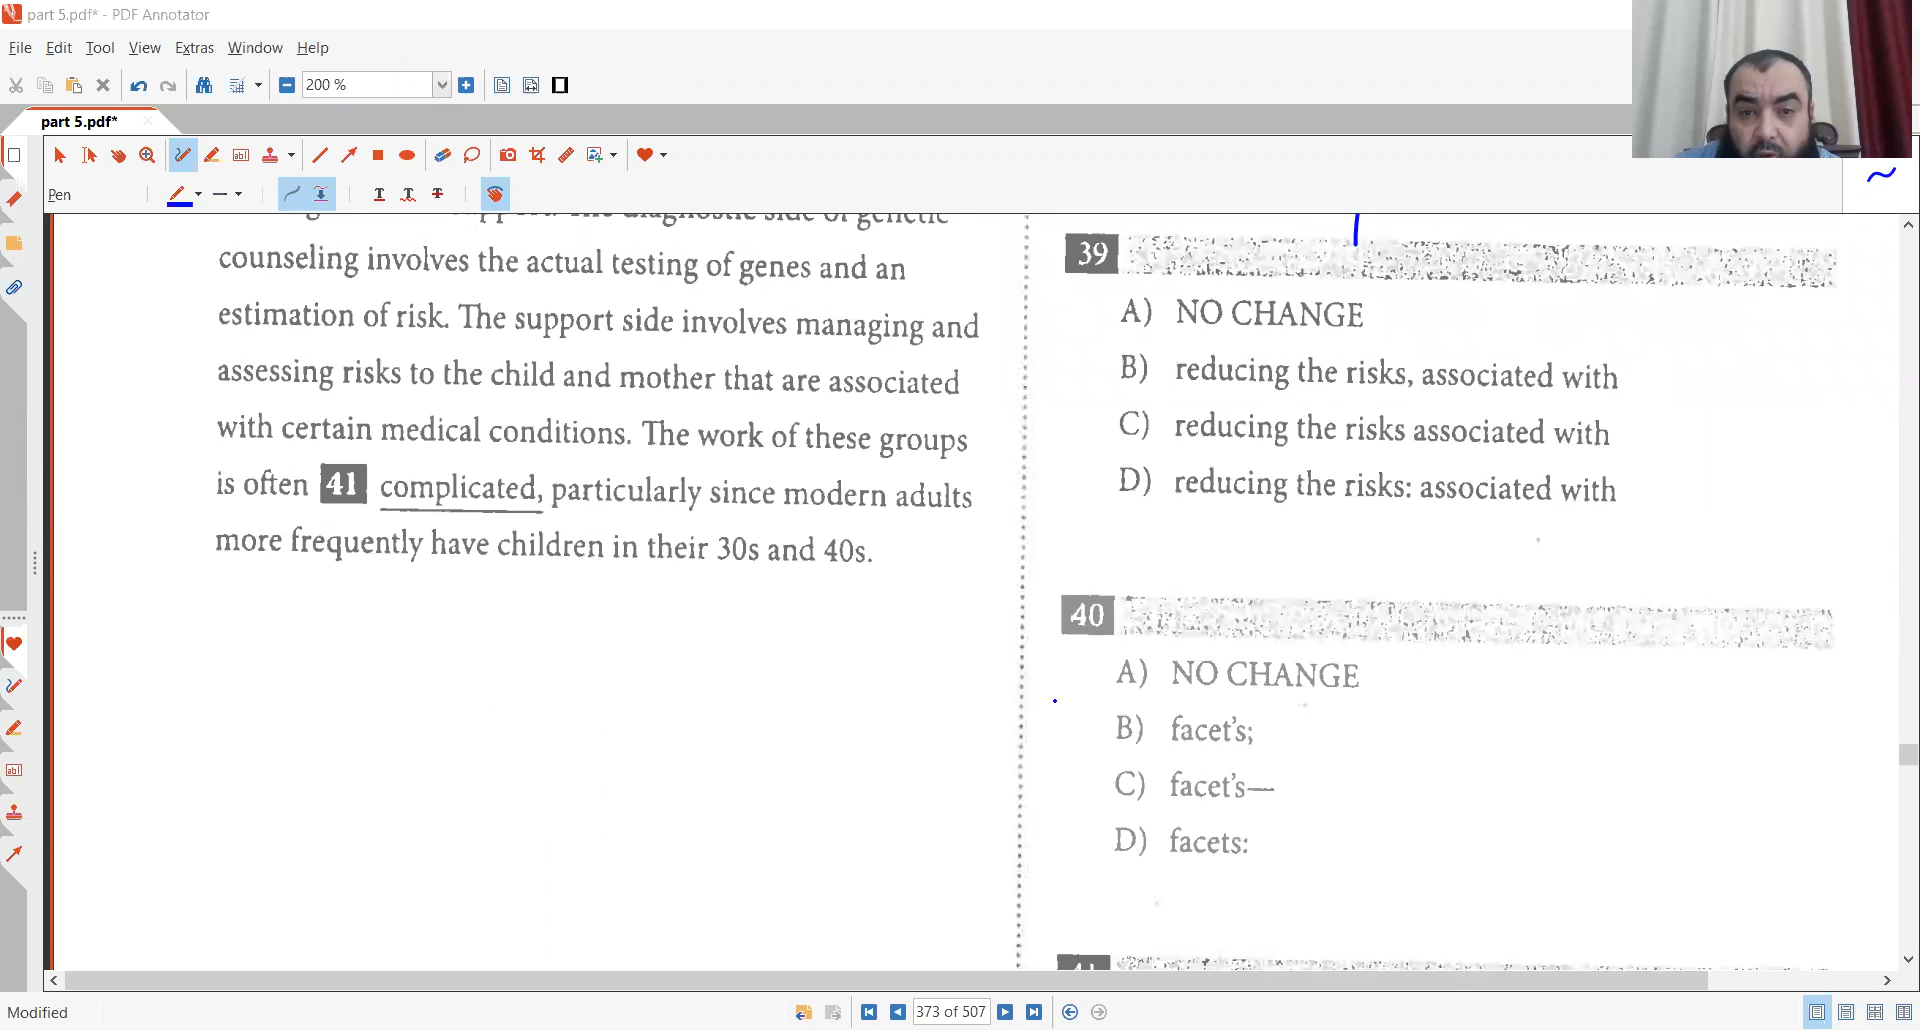 part 5.pdf* - PDF Annotator
File Edit Tool View Extras Window Help
200 %
part 5.pdf*
Pen
diagnostic side of genetic
counseling involves the actual testing of genes and an
estimation of risk. The support side involves managing and
assessing risks to the child and mother that are associated
with certain medical conditions. The work of these groups
is often 41 complicated, particularly since modern adults
more frequently have children in their 30s and 40s.
39
A) NO CHANGE
B) reducing the risks, associated with
C) reducing the risks associated with
D) reducing the risks: associated with
40
A) NO CHANGE
B) facet's;
C) facet's—
D) facets:
Modified
373 of 507